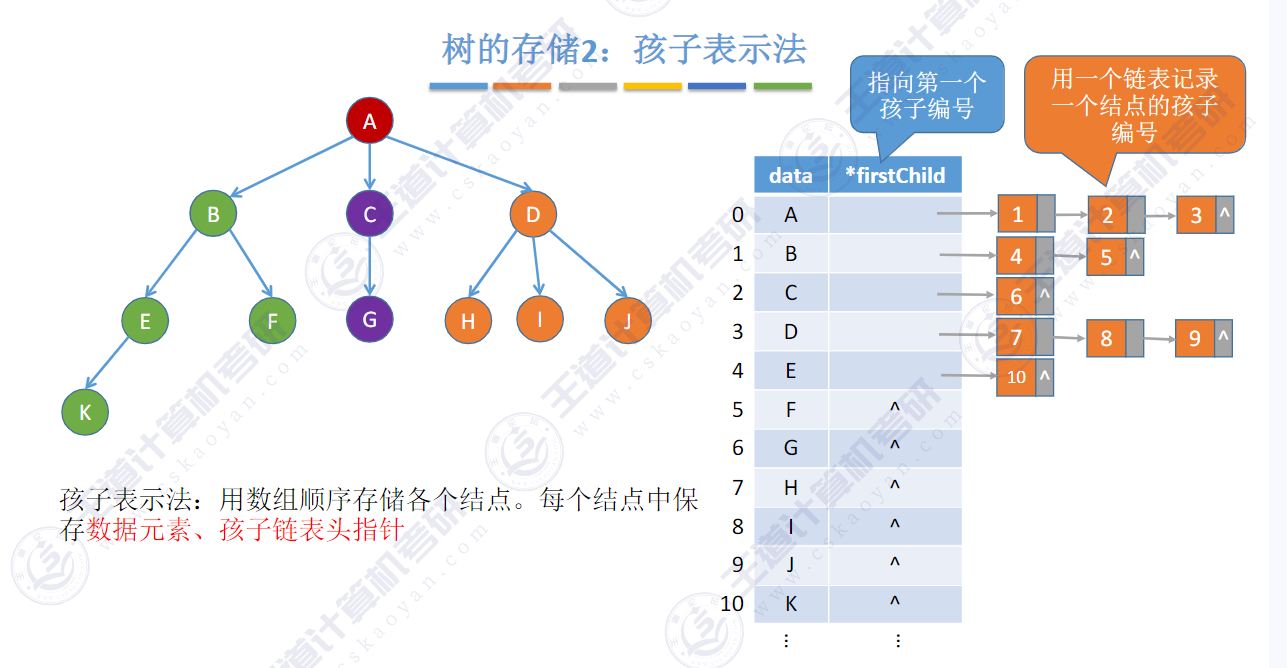 树的存储2：孩子表示法
指向第一个
孩子编号
用一个链表记录
一个结点的孩子
编号
A
B
C
D
E
F
G
H
I
J
K
data *firstChild
0 A 1 2 3 ^
1 B 4 5 ^
2 C 6 ^
3 D 7 8 9 ^
4 E 10 ^
5 F ^
6 G ^
7 H ^
8 I ^
9 J ^
10 K ^
⋮ ⋮
孩子表示法：用数组顺序存储各个结点。每个结点中保
存数据元素、孩子链表头指针
王道计算机考研
www.cskaoyan.com